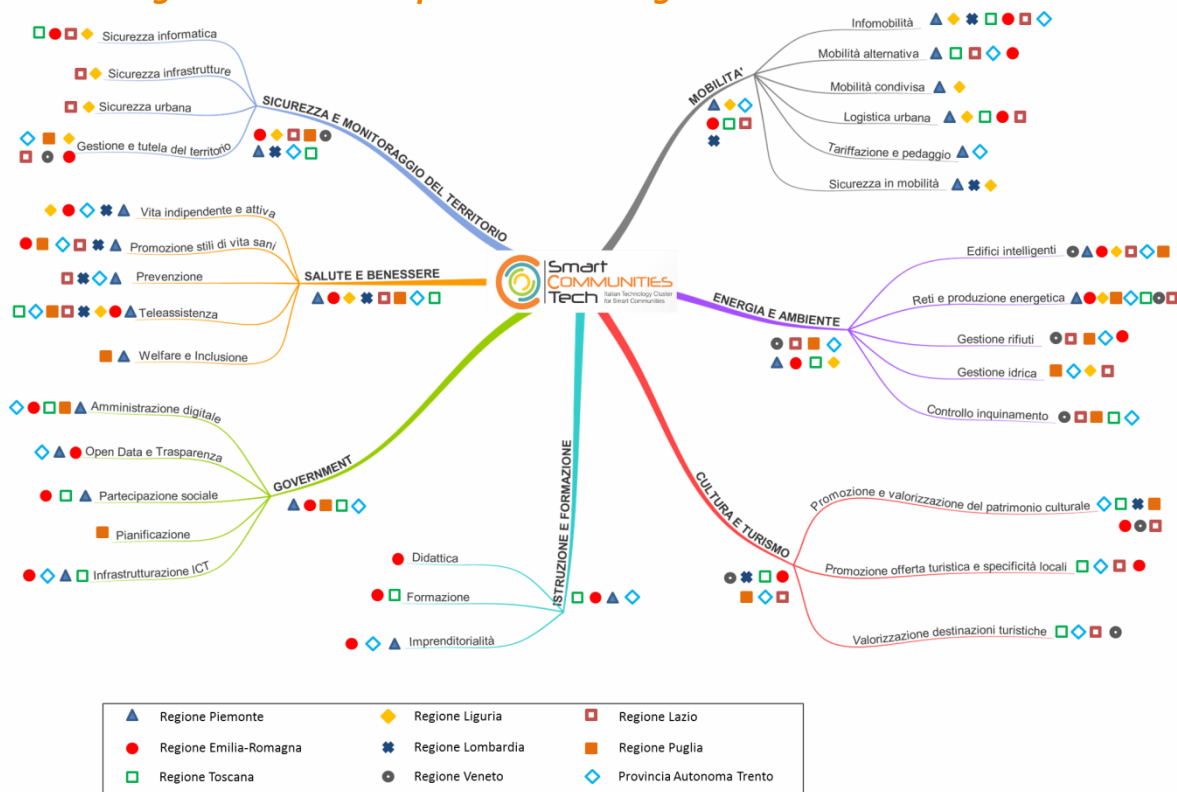 Sicurezza informatica
Sicurezza infrastrutture
Sicurezza urbana
Gestione e tutela del territorio
SICUREZZA E MONITORAGGIO DEL TERRITORIO
Vita indipendente e attiva
Promozione stili di vita sani
Prevenzione
Teleassistenza
Welfare e Inclusione
SALUTE E BENESSERE
Amministrazione digitale
Open Data e Trasparenza
Partecipazione sociale
Pianificazione
Infrastrutturazione ICT
GOVERNMENT
Didattica
Formazione
Imprenditorialità
ISTRUZIONE E FORMAZIONE
Smart
COMMUNITIES
Tech
Italian Technology Cluster
for Smart Communities
MOBILITA'
Infomobilità
Mobilità alternativa
Mobilità condivisa
Logistica urbana
Tariffazione e pedaggio
Sicurezza in mobilità
ENERGIA E AMBIENTE
Edifici intelligenti
Reti e produzione energetica
Gestione rifiuti
Gestione idrica
Controllo inquinamento
CULTURA E TURISMO
Promozione e valorizzazione del patrimonio culturale
Promozione offerta turistica e specificità locali
Valorizzazione destinazioni turistiche
Regione Piemonte
Regione Liguria
Regione Lazio
Regione Emilia-Romagna
Regione Lombardia
Regione Puglia
Regione Toscana
Regione Veneto
Provincia Autonoma Trento